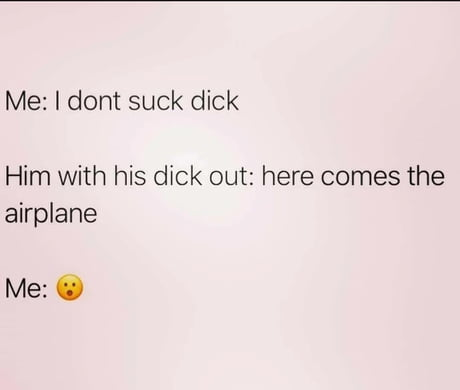 Me: I dont suck dick
Him with his dick out: here comes the
airplane
Me: 😮